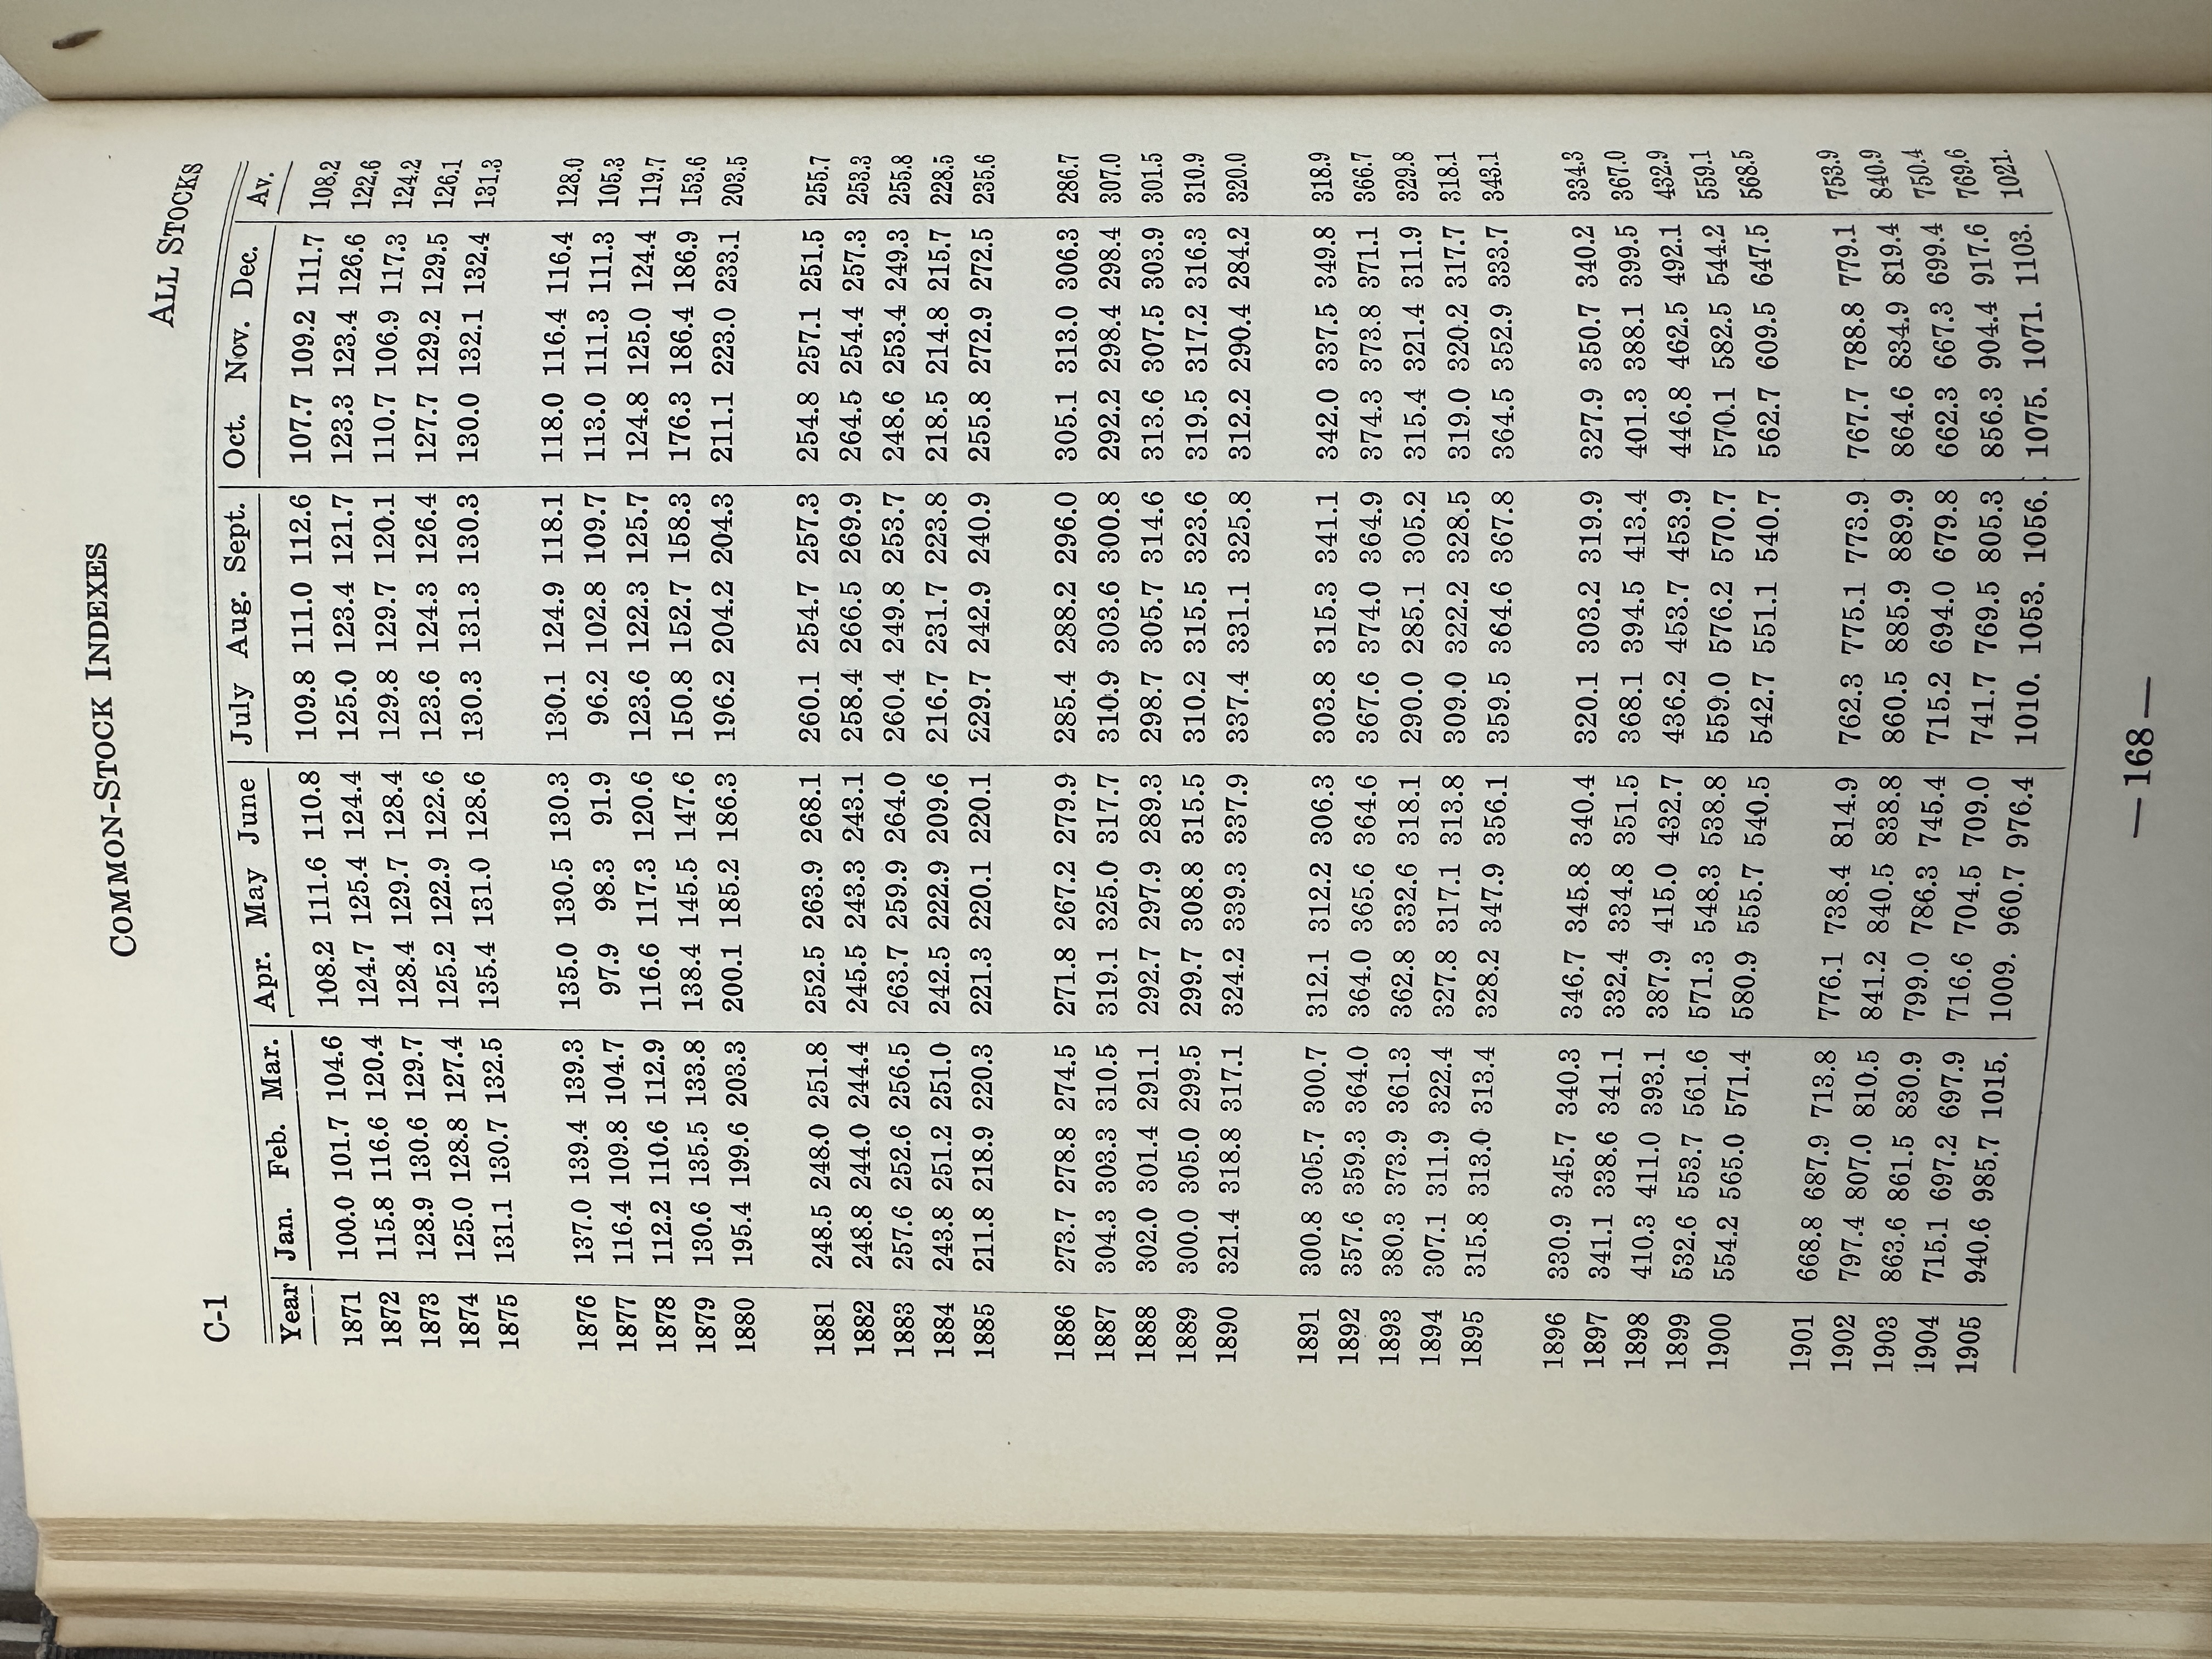 COMMON-STOCK INDEXES
ALL STOCKS
C-1
Year Jan. Feb. Mar. Apr. May June July Aug. Sept. Oct. Nov. Dec. Av.
1871 100.0 101.7 104.6 108.2 111.6 110.8 109.8 111.0 112.6 107.7 109.2 111.7 108.2
1872 115.8 116.6 120.4 124.7 125.4 124.4 125.0 123.4 121.7 123.3 123.4 126.6 122.6
1873 128.9 130.6 129.7 128.4 129.7 128.4 129.8 129.7 120.1 110.7 106.9 117.3 124.2
1874 125.0 128.8 127.4 125.2 122.9 122.6 123.6 124.3 126.4 127.7 129.2 129.5 126.1
1875 131.1 130.7 132.5 135.4 131.0 128.6 130.3 131.3 130.3 130.0 132.1 132.4 131.3
1876 137.0 139.4 139.3 135.0 130.5 130.3 130.1 124.9 118.1 118.0 116.4 116.4 128.0
1877 116.4 109.8 104.7 97.9 98.3 91.9 96.2 102.8 109.7 113.0 111.3 111.3 105.3
1878 112.2 110.6 112.9 116.6 117.3 120.6 123.6 122.3 125.7 124.8 125.0 124.4 119.7
1879 130.6 135.5 133.8 138.4 145.5 147.6 150.8 152.7 158.3 176.3 186.4 186.9 153.6
1880 195.4 199.6 203.3 200.1 185.2 186.3 196.2 204.2 204.3 211.1 223.0 233.1 203.5
1881 248.5 248.0 251.8 252.5 263.9 268.1 260.1 254.7 257.3 254.8 257.1 251.5 255.7
1882 248.8 244.0 244.4 245.5 243.3 243.1 258.4 266.5 269.9 264.5 254.4 257.3 253.3
1883 257.6 252.6 256.5 263.7 259.9 264.0 260.4 249.8 253.7 248.6 253.4 249.3 255.8
1884 243.8 251.2 251.0 242.5 222.9 209.6 216.7 231.7 223.8 218.5 214.8 215.7 228.5
1885 211.8 218.9 220.3 221.3 220.1 220.1 229.7 242.9 240.9 255.8 272.9 272.5 235.6
1886 273.7 278.8 274.5 271.8 267.2 279.9 285.4 288.2 296.0 305.1 313.0 306.3 286.7
1887 304.3 303.3 310.5 319.1 325.0 317.7 310.9 303.6 300.8 292.2 298.4 298.4 307.0
1888 302.0 301.4 291.1 292.7 297.9 289.3 298.7 305.7 314.6 313.6 307.5 303.9 301.5
1889 300.0 305.0 299.5 299.7 308.8 315.5 310.2 315.5 323.6 319.5 317.2 316.3 310.9
1890 321.4 318.8 317.1 324.2 339.3 337.9 337.4 331.1 325.8 312.2 290.4 284.2 320.0
1891 300.8 305.7 300.7 312.1 312.2 306.3 303.8 315.3 341.1 342.0 337.5 349.8 318.9
1892 357.6 359.3 364.0 364.0 365.6 364.6 367.6 374.0 364.9 374.3 373.8 371.1 366.7
1893 380.3 373.9 361.3 362.8 332.6 318.1 290.0 285.1 305.2 315.4 321.4 311.9 329.8
1894 307.1 311.9 322.4 327.8 317.1 313.8 309.0 322.2 328.5 319.0 320.2 317.7 318.1
1895 315.8 313.0 313.4 328.2 347.9 356.1 359.5 364.6 367.8 364.5 352.9 333.7 343.1
1896 330.9 345.7 340.3 346.7 345.8 340.4 320.1 303.2 319.9 327.9 350.7 340.2 334.3
1897 341.1 338.6 341.1 332.4 334.8 351.5 368.1 394.5 413.4 401.3 388.1 399.5 367.0
1898 410.3 411.0 393.1 387.9 415.0 432.7 436.2 453.7 453.9 446.8 462.5 492.1 432.9
1899 532.6 553.7 561.6 571.3 548.3 538.8 559.0 576.2 570.7 570.1 582.5 544.2 559.1
1900 554.2 565.0 571.4 580.9 555.7 540.5 542.7 551.1 540.7 562.7 609.5 647.5 568.5
1901 668.8 687.9 713.8 776.1 738.4 814.9 762.3 775.1 773.9 767.7 788.8 779.1 753.9
1902 797.4 807.0 810.5 841.2 840.5 838.8 860.5 885.9 889.9 864.6 834.9 819.4 840.9
1903 863.6 861.5 830.9 799.0 786.3 745.4 715.2 694.0 679.8 662.3 667.3 699.4 750.4
1904 715.1 697.2 697.9 716.6 704.5 709.0 741.7 769.5 805.3 856.3 904.4 917.6 769.6
1905 940.6 985.7 1015. 1009. 960.7 976.4 1010. 1053. 1056. 1075. 1071. 1103. 1021.
— 168 —